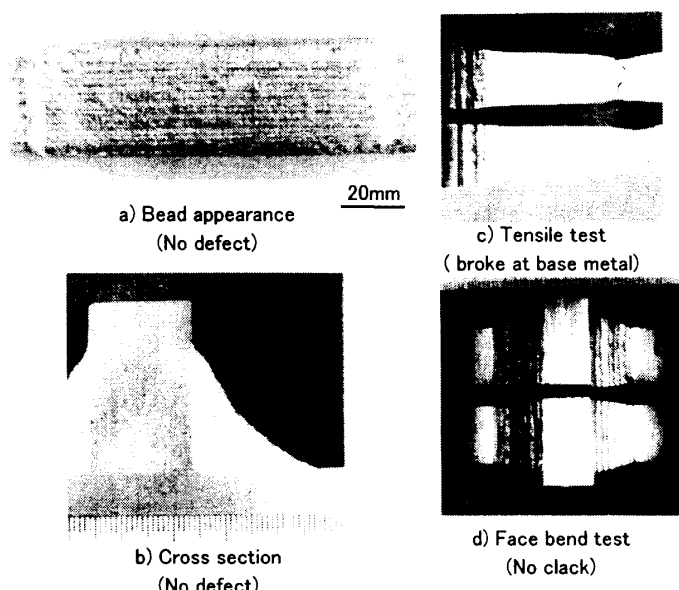 20mm
a) Bead appearance
(No defect)
c) Tensile test
( broke at base metal)
b) Cross section
(No defect)
d) Face bend test
(No clack)